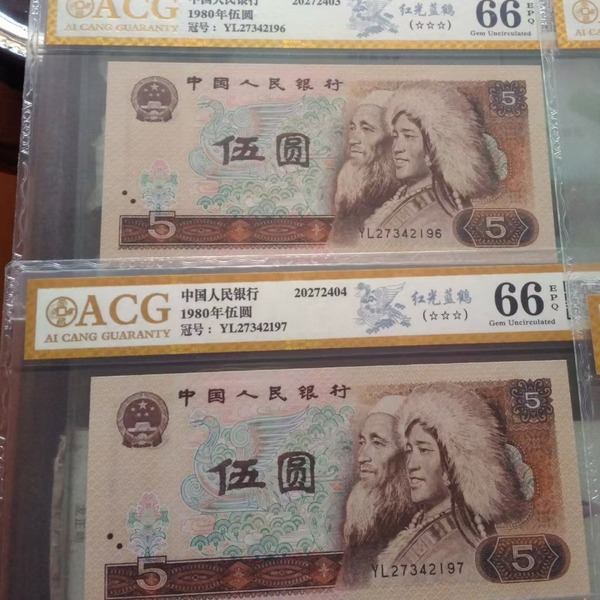 ACG
AI CANG GUARANTY
中国人民银行 20272403
1980年伍圆
冠号： YL27342196
红光蓝鹤
(☆☆☆)
66
EPQ
Gem Uncirculated
中国人民银行
5
伍圆
5
YL27342196
5
ACG
AI CANG GUARANTY
中国人民银行 20272404
1980年伍圆
冠号： YL27342197
红光蓝鹤
(☆☆☆)
66
EPQ
Gem Uncirculated
中国人民银行
5
伍圆
5
YL27342197
5